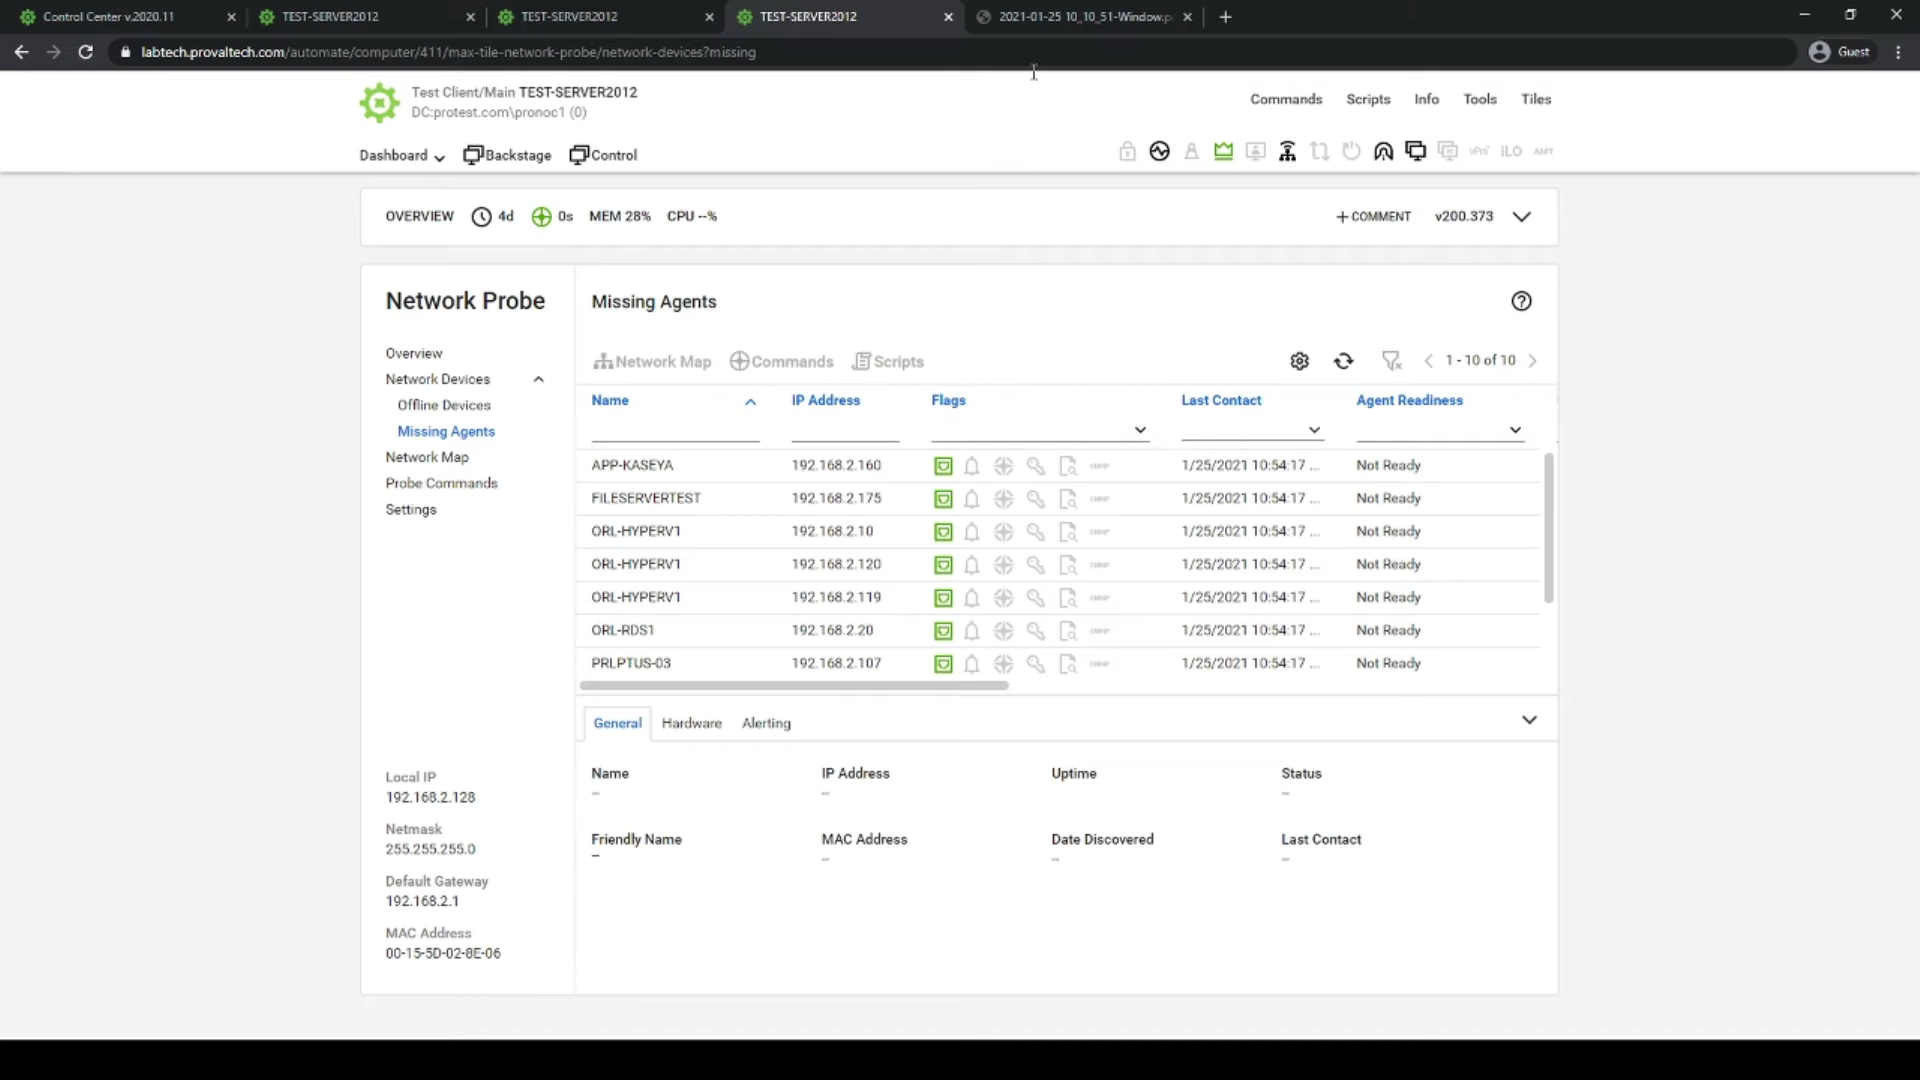 Control Center v.2020.11
TEST-SERVER2012
TEST-SERVER2012
TEST-SERVER2012
2021-01-25 10_10_51-Window.p
labtech.provaltech.com/automate/computer/411/max-tile-network-probe/network-devices?missing
Guest
Test Client/Main TEST-SERVER2012
DC:protest.com\pronoc1 (0)
Commands Scripts Info Tools Tiles
Dashboard Backstage Control
vPro iLO AMT
OVERVIEW 4d 0s MEM 28% CPU --%
+ COMMENT v200.373
Network Probe
Overview
Network Devices
Offline Devices
Missing Agents
Network Map
Probe Commands
Settings
Local IP
192.168.2.128
Netmask
255.255.255.0
Default Gateway
192.168.2.1
MAC Address
00-15-5D-02-8E-06
Missing Agents
Network Map Commands Scripts
1 - 10 of 10
Name IP Address Flags Last Contact Agent Readiness
APP-KASEYA 192.168.2.160 SNMP 1/25/2021 10:54:17 ... Not Ready
FILESERVERTEST 192.168.2.175 SNMP 1/25/2021 10:54:17 ... Not Ready
ORL-HYPERV1 192.168.2.10 SNMP 1/25/2021 10:54:17 ... Not Ready
ORL-HYPERV1 192.168.2.120 SNMP 1/25/2021 10:54:17 ... Not Ready
ORL-HYPERV1 192.168.2.119 SNMP 1/25/2021 10:54:17 ... Not Ready
ORL-RDS1 192.168.2.20 SNMP 1/25/2021 10:54:17 ... Not Ready
PRLPTUS-03 192.168.2.107 SNMP 1/25/2021 10:54:17 ... Not Ready
General Hardware Alerting
Name IP Address Uptime Status
-- -- -- --
Friendly Name MAC Address Date Discovered Last Contact
-- -- -- --